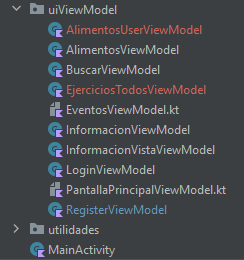 uiViewModel
AlimentosUserViewModel
AlimentosViewModel
BuscarViewModel
EjerciciosTodosViewModel
EventosViewModel.kt
InformacionViewModel
InformacionVistaViewModel
LoginViewModel
PantallaPrincipalViewModel.kt
RegisterViewModel
utilidades
MainActivity